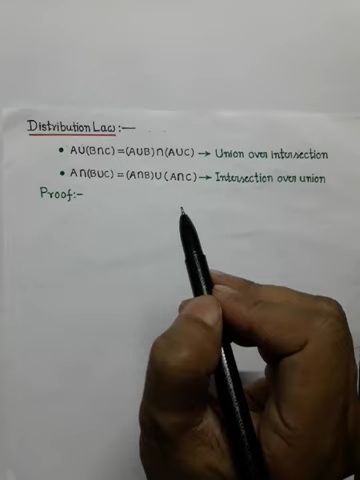 Distribution Law:—
• A∪(B∩C)=(A∪B)∩(A∪C)→ Union over intersection
• A∩(B∪C)=(A∩B)∪(A∩C)→ Intersection over union
Proof:-